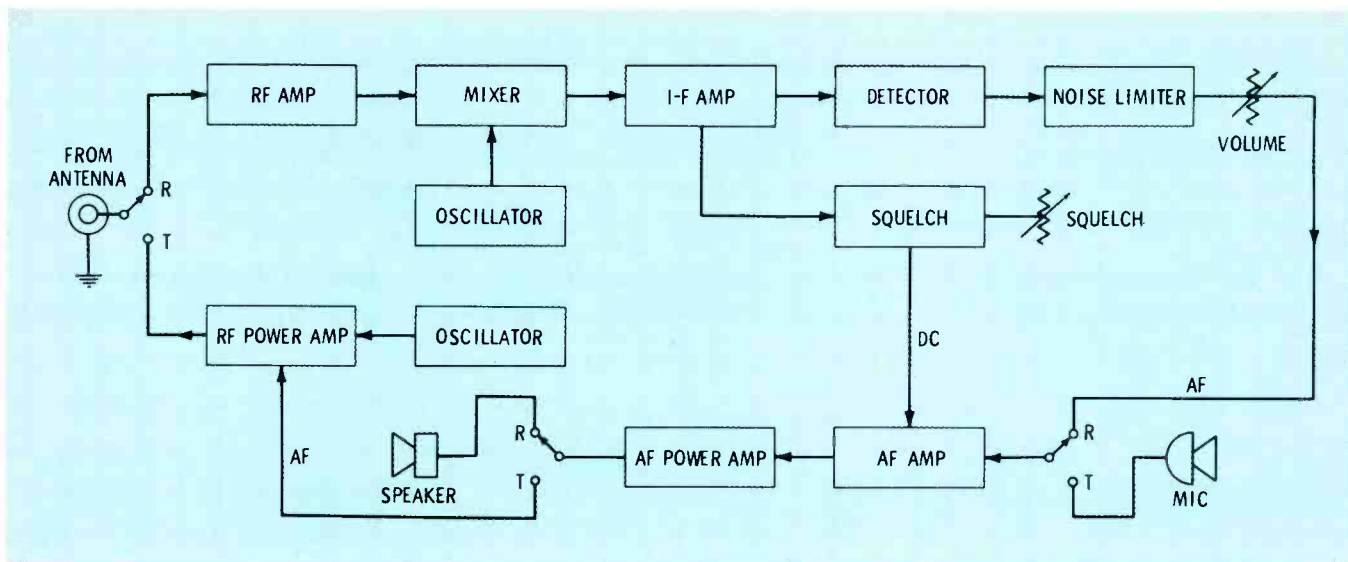 RF AMP
MIXER
I-F AMP
DETECTOR
NOISE LIMITER
VOLUME
FROM
ANTENNA
R
T
OSCILLATOR
SQUELCH
SQUELCH
RF POWER AMP
OSCILLATOR
DC
AF
AF
SPEAKER
R
T
AF POWER AMP
AF AMP
R
T
MIC